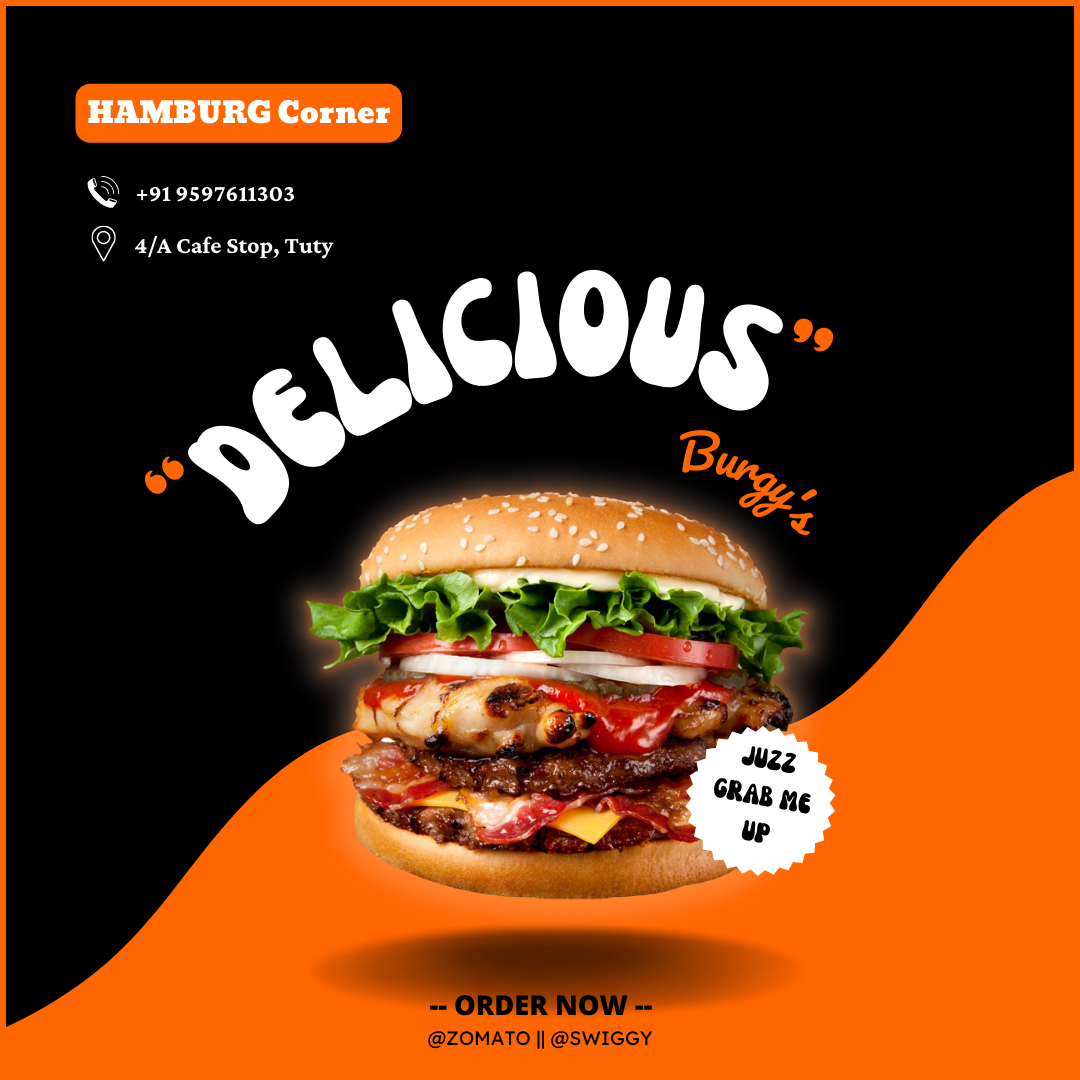 HAMBURG Corner
+91 9597611303
4/A Cafe Stop, Tuty
“DELICIOUS”
Burgy's
JUZZ
GRAB ME
UP
-- ORDER NOW --
@ZOMATO || @SWIGGY